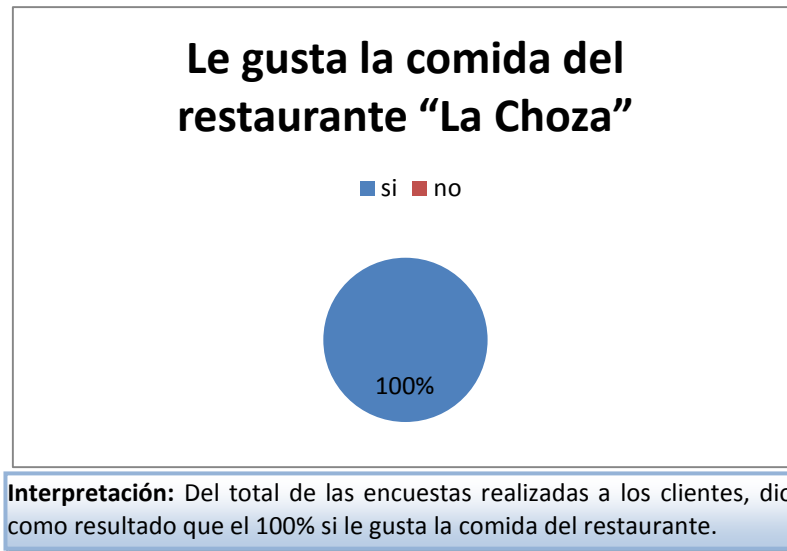 Le gusta la comida del
restaurante “La Choza”
si no
100%
Interpretación: Del total de las encuestas realizadas a los clientes,
como resultado que el 100% si le gusta la comida del restaurante.